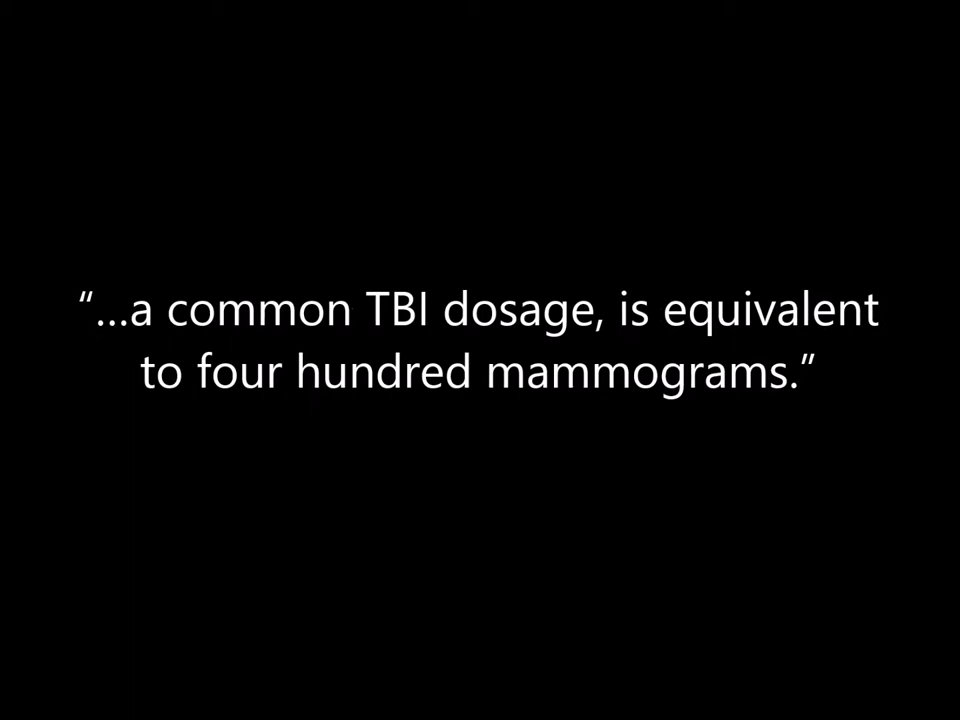 “...a common TBI dosage, is equivalent
to four hundred mammograms.”